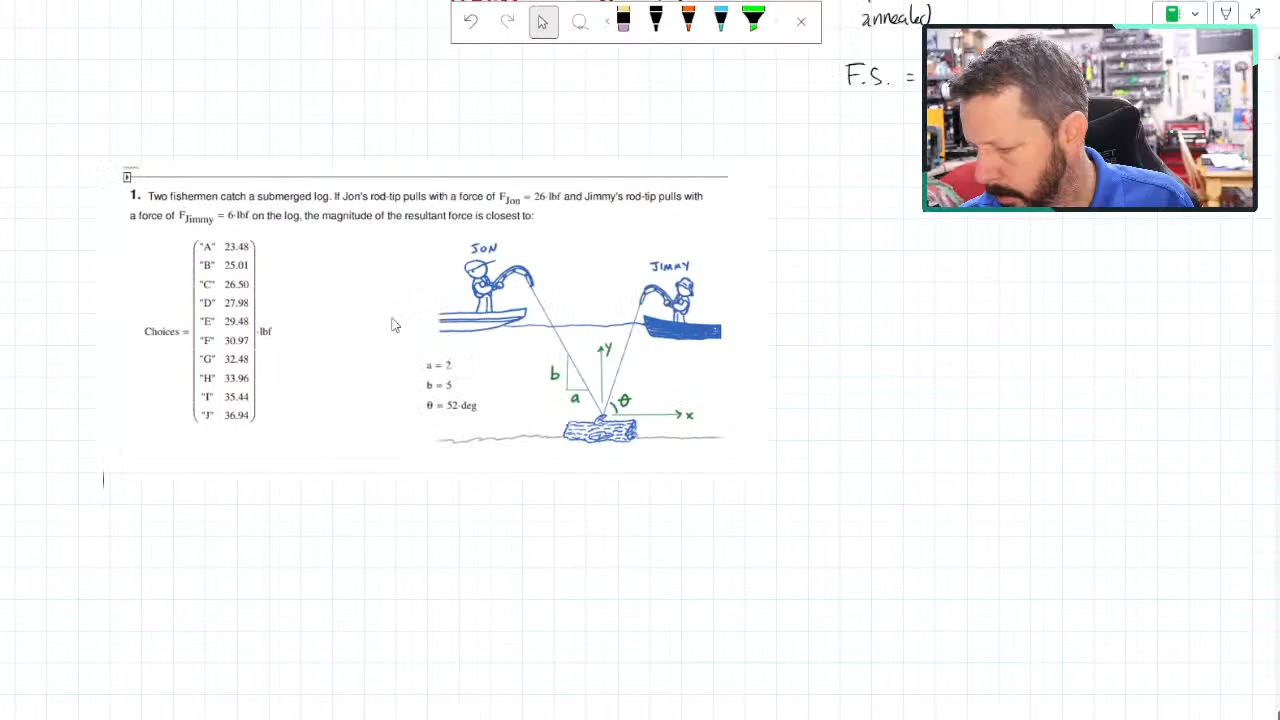 annealed)
F.S. =
1. Two fishermen catch a submerged log. If Jon's rod-tip pulls with a force of F_Jon = 26·lbf and Jimmy's rod-tip pulls with
a force of F_Jimmy = 6·lbf on the log, the magnitude of the resultant force is closest to:
Choices =
"A" 23.48
"B" 25.01
"C" 26.50
"D" 27.98
"E" 29.48
"F" 30.97
"G" 32.48
"H" 33.96
"I" 35.44
"J" 36.94
·lbf
JON
JIMMY
a = 2
b = 5
θ = 52·deg
b
a
y
θ
x